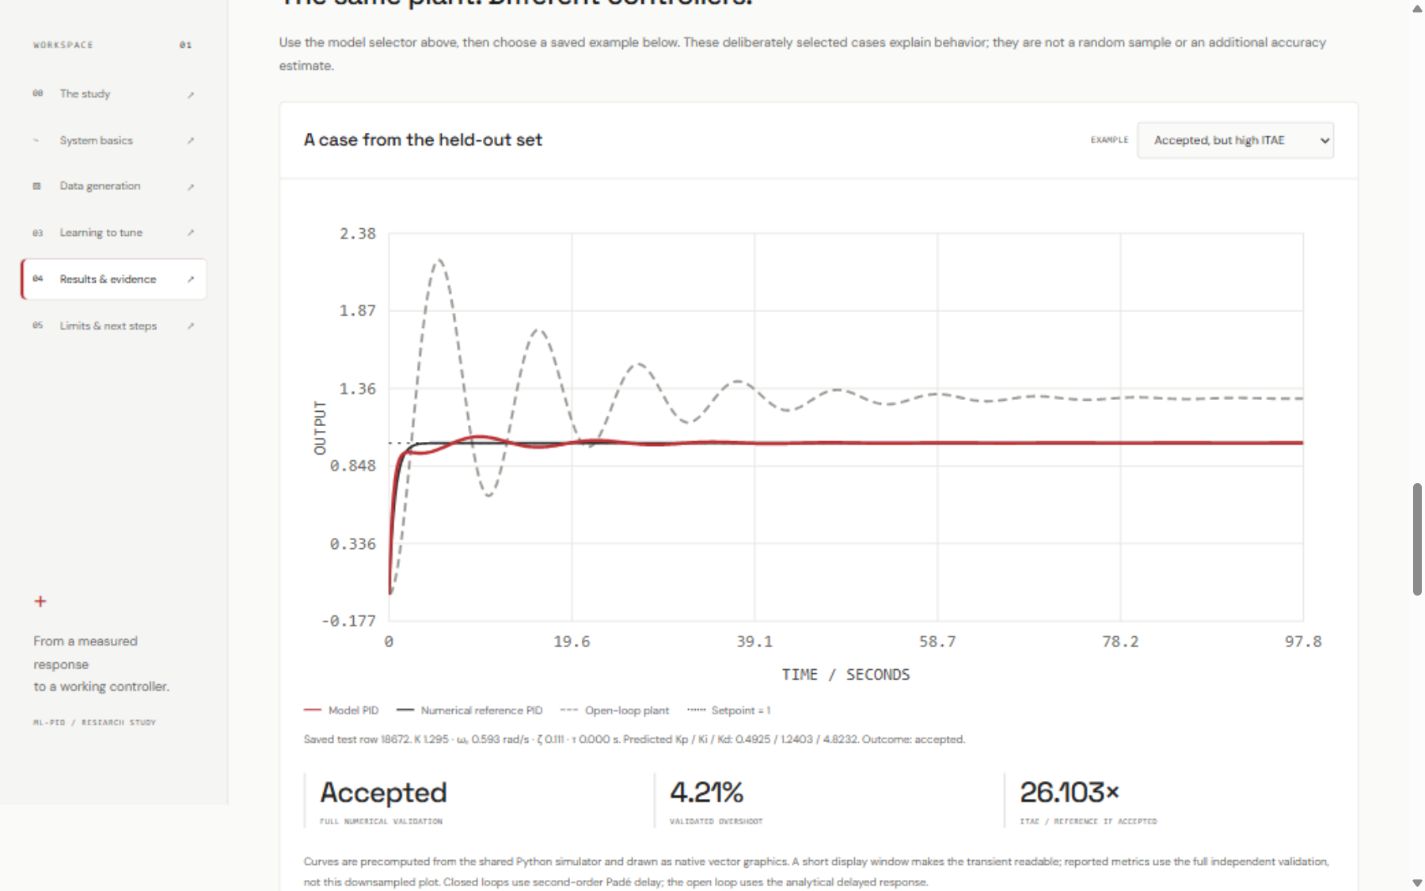 The same plant. Different controllers.
WORKSPACE 01
00 The study ↗
~ System basics ↗
Data generation ↗
03 Learning to tune ↗
04 Results & evidence ↗
05 Limits & next steps ↗
+
From a measured
response
to a working controller.
ML-PID / RESEARCH STUDY
Use the model selector above, then choose a saved example below. These deliberately selected cases explain behavior; they are not a random sample or an additional accuracy
estimate.
A case from the held-out set
EXAMPLE Accepted, but high ITAE
2.38
1.87
1.36
0.848
0.336
-0.177
OUTPUT
0 19.6 39.1 58.7 78.2 97.8
TIME / SECONDS
Model PID Numerical reference PID Open-loop plant Setpoint = 1
Saved test row 18672. K 1.295 · ωₙ 0.593 rad/s · ζ 0.111 · τ 0.000 s. Predicted Kp / Ki / Kd: 0.4925 / 1.2403 / 4.8232. Outcome: accepted.
Accepted
FULL NUMERICAL VALIDATION
4.21%
VALIDATED OVERSHOOT
26.103×
ITAE / REFERENCE IF ACCEPTED
Curves are precomputed from the shared Python simulator and drawn as native vector graphics. A short display window makes the transient readable; reported metrics use the full independent validation,
not this downsampled plot. Closed loops use second-order Padé delay; the open loop uses the analytical delayed response.